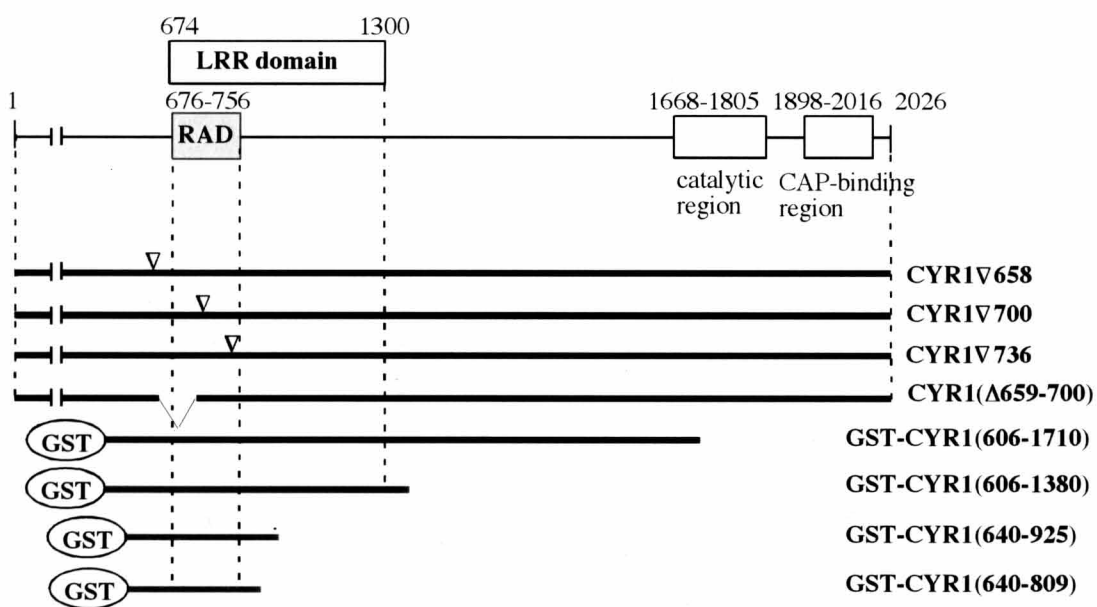 674 1300
LRR domain
1 676-756 1668-1805 1898-2016 2026
RAD
catalytic region
CAP-binding region
∇ CYR1∇658
∇ CYR1∇700
∇ CYR1∇736
CYR1(Δ659-700)
GST GST-CYR1(606-1710)
GST GST-CYR1(606-1380)
GST GST-CYR1(640-925)
GST GST-CYR1(640-809)